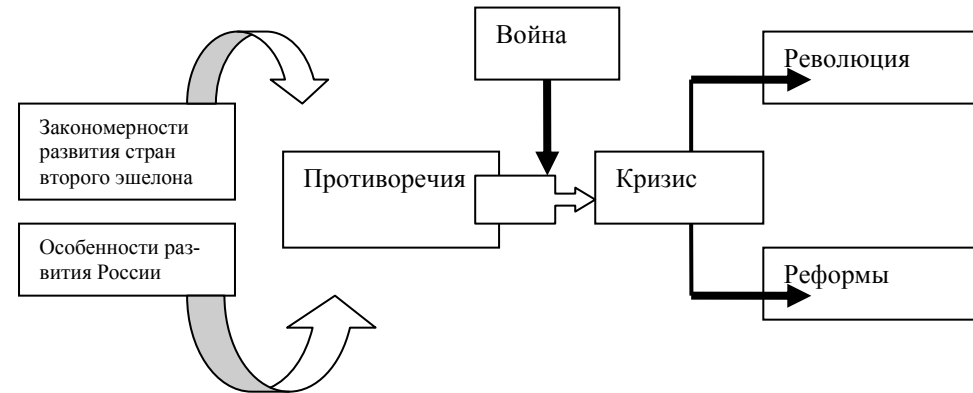 Война
Революция
Закономерности
развития стран
второго эшелона
Противоречия
Кризис
Особенности раз-
вития России
Реформы